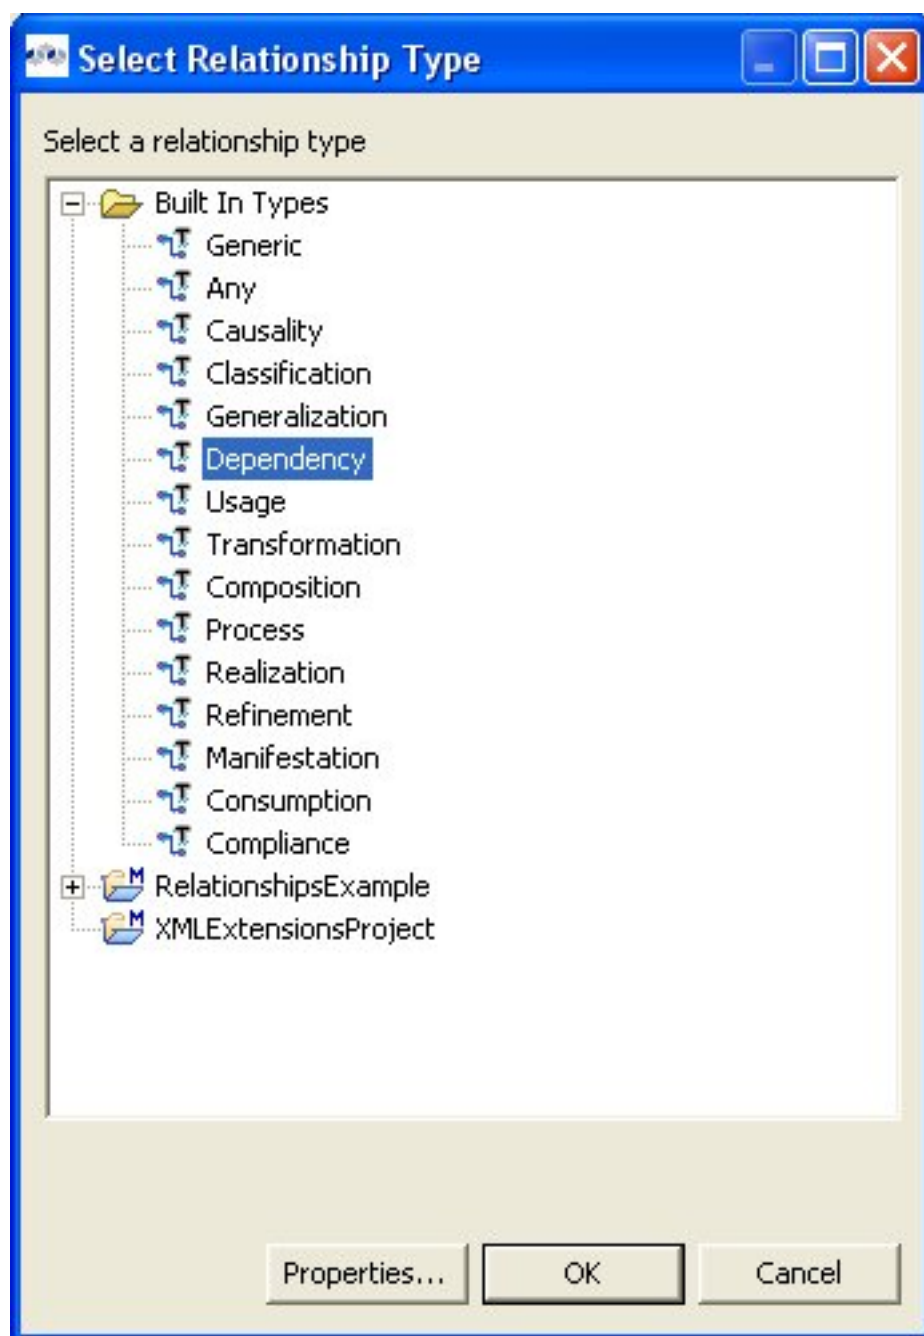 Select Relationship Type
Select a relationship type
Built In Types
Generic
Any
Causality
Classification
Generalization
Dependency
Usage
Transformation
Composition
Process
Realization
Refinement
Manifestation
Consumption
Compliance
RelationshipsExample
XMLExtensionsProject
Properties... OK Cancel